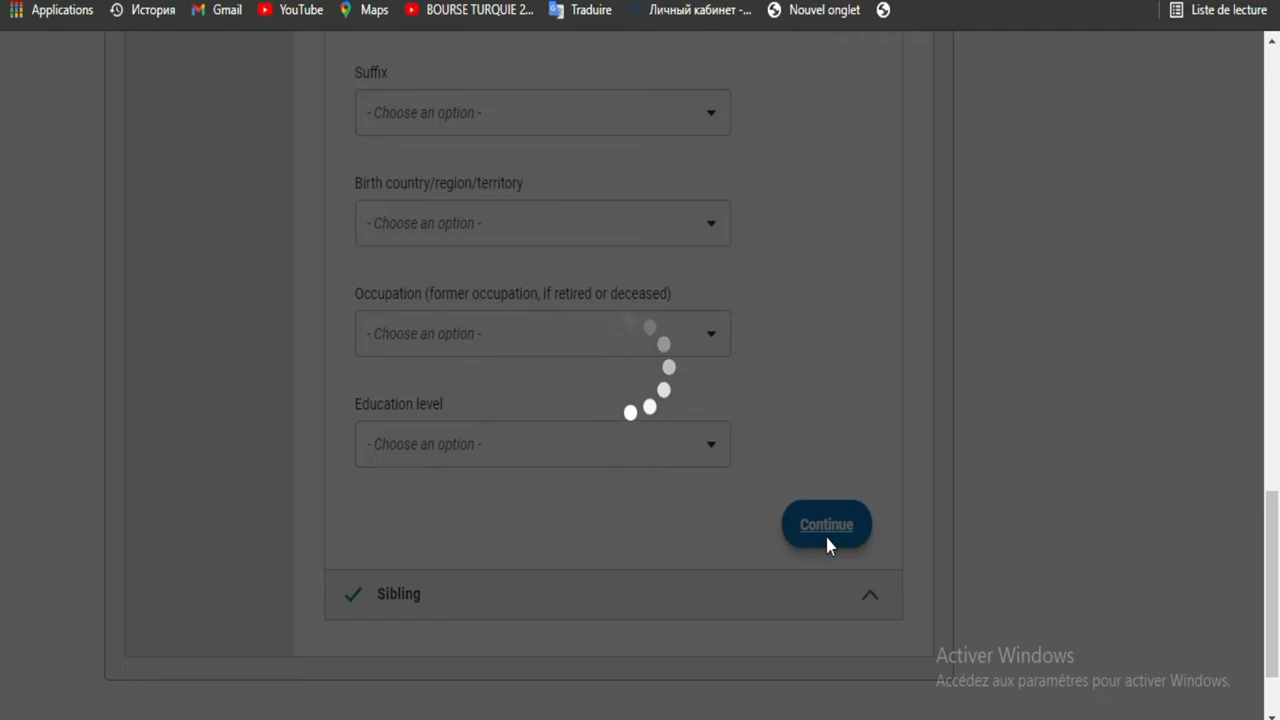 Applications История Gmail YouTube Maps BOURSE TURQUIE 2... Traduire Личный кабинет -... Nouvel onglet Liste de lecture
Suffix
- Choose an option -
Birth country/region/territory
- Choose an option -
Occupation (former occupation, if retired or deceased)
- Choose an option -
Education level
- Choose an option -
Continue
Sibling
Activer Windows
Accédez aux paramètres pour activer Windows.